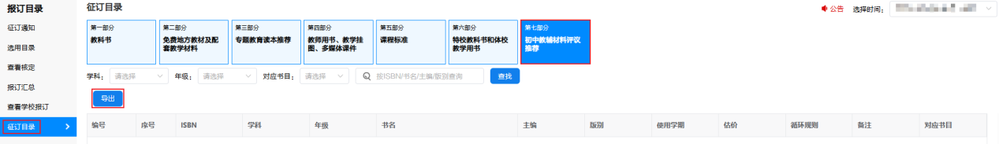 报订目录
征订目录
公告 选择时间：
征订通知
选用目录
查看核定
报订汇总
查看学校报订
征订目录
第一部分
教科书
第二部分
免费地方教材及配
套教学材料
第三部分
专题教育读本推荐
第四部分
教师用书、教学挂
图、多媒体课件
第五部分
课程标准
第六部分
特校教科书和体校
教学用书
第七部分
初中教辅材料评议
推荐
学科： 请选择 年级： 请选择 对应书目： 请选择 按ISBN/书名/主编/版别查询 查找
导出
编号 序号 ISBN 学科 年级 书名 主编 版别 使用学期 估价 循环规则 备注 对应书目